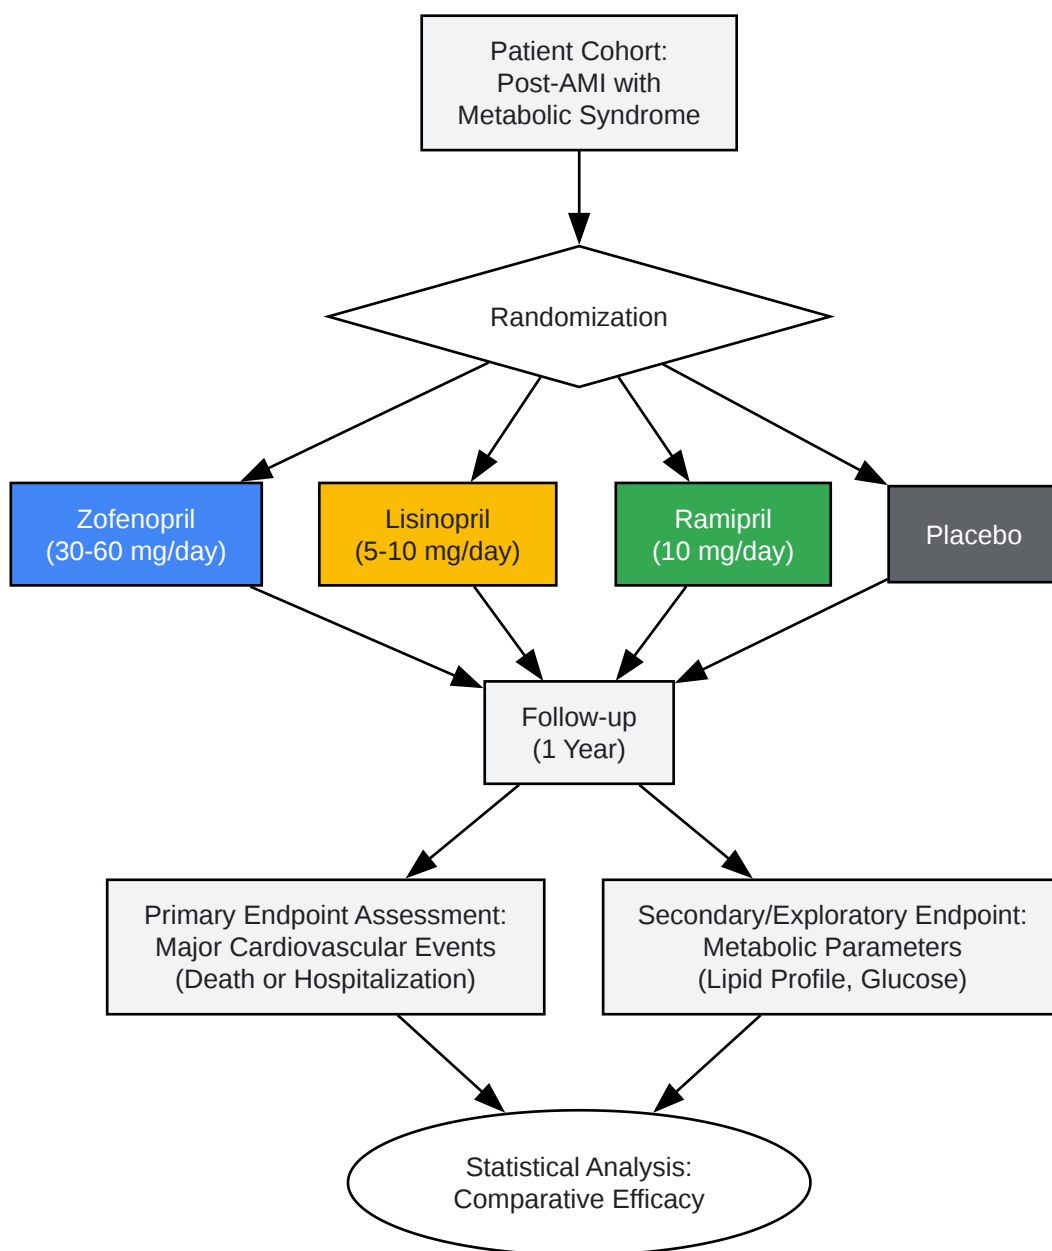 Patient Cohort:
Post-AMI with
Metabolic Syndrome
Randomization
Zofenopril
(30-60 mg/day)
Lisinopril
(5-10 mg/day)
Ramipril
(10 mg/day)
Placebo
Follow-up
(1 Year)
Primary Endpoint Assessment:
Major Cardiovascular Events
(Death or Hospitalization)
Secondary/Exploratory Endpoint:
Metabolic Parameters
(Lipid Profile, Glucose)
Statistical Analysis:
Comparative Efficacy